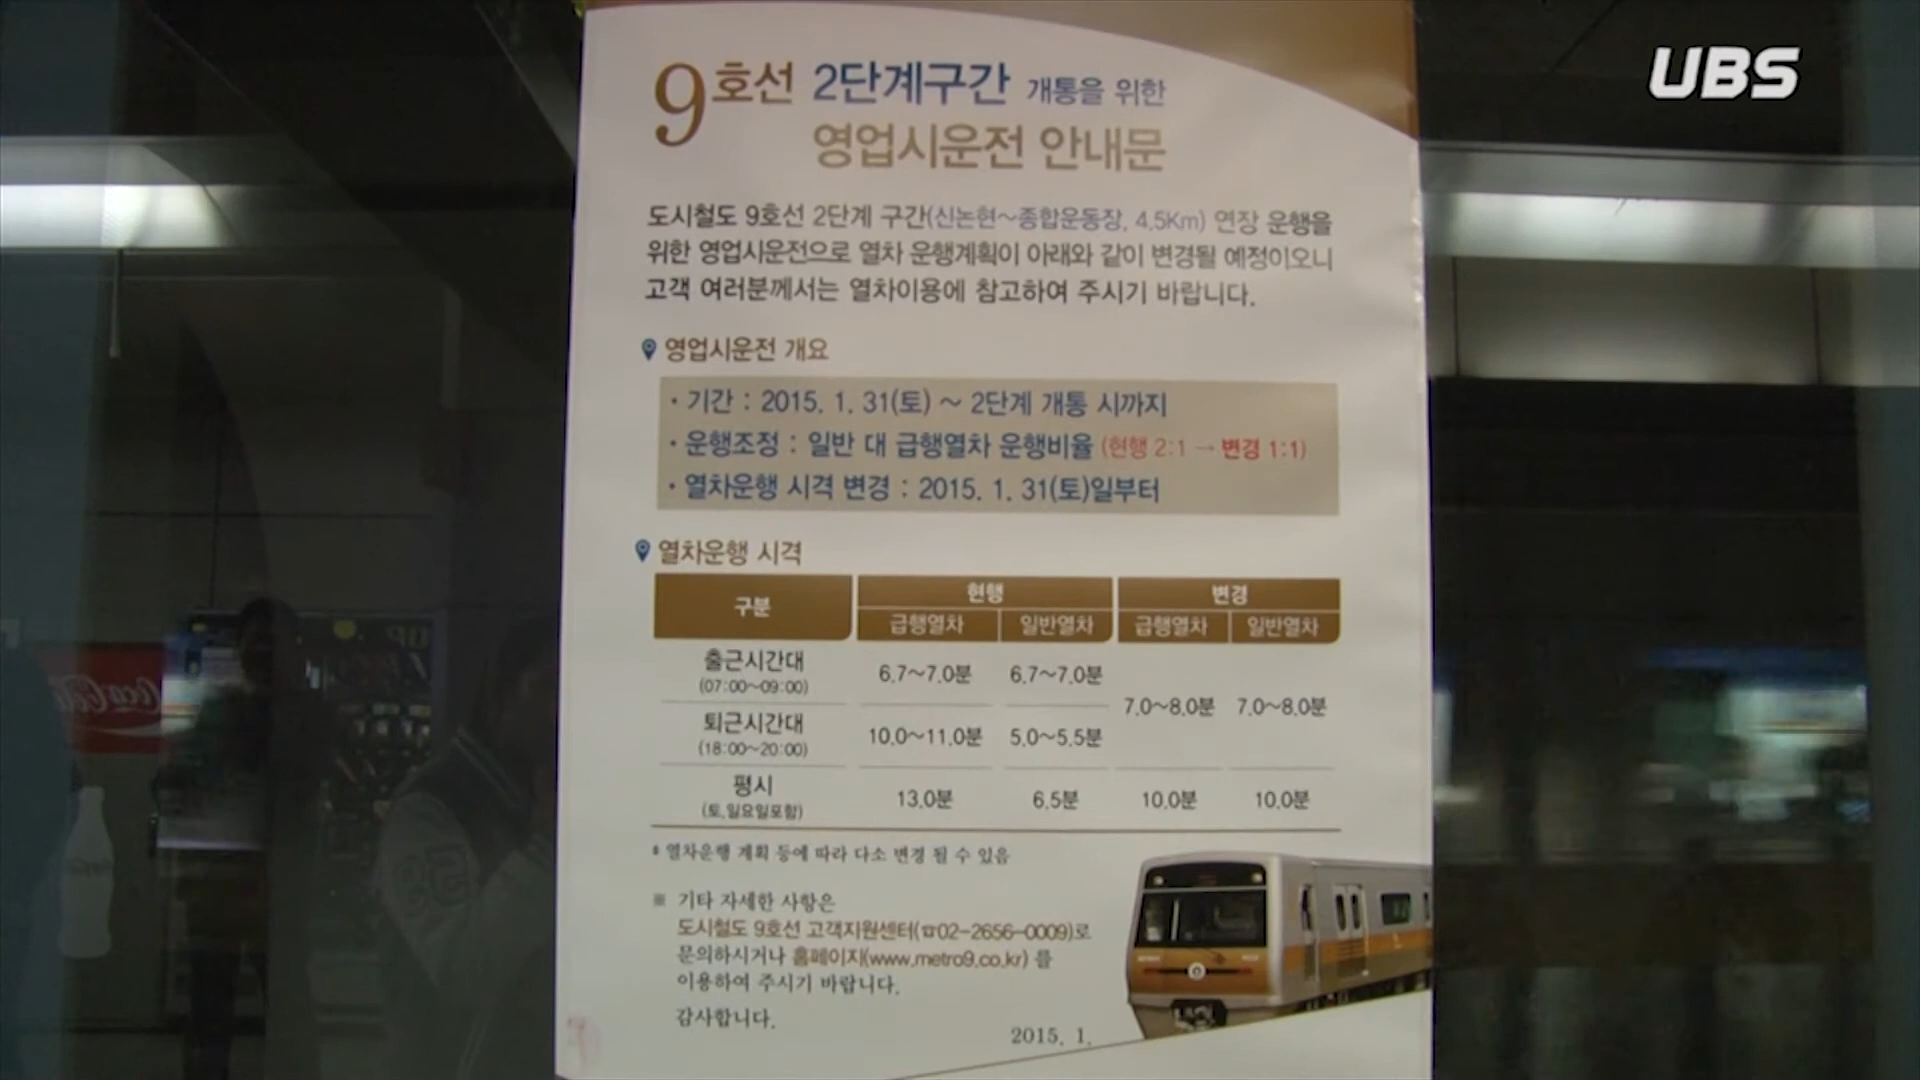 UBS
9호선 2단계구간 개통을 위한
영업시운전 안내문
도시철도 9호선 2단계 구간(신논현~종합운동장, 4.5Km) 연장 운행을
위한 영업시운전으로 열차 운행계획이 아래와 같이 변경될 예정이오니
고객 여러분께서는 열차이용에 참고하여 주시기 바랍니다.
영업시운전 개요
• 기간 : 2015. 1. 31(토) ~ 2단계 개통 시까지
• 운행조정 : 일반 대 급행열차 운행비율 (현행 2:1 → 변경 1:1)
• 열차운행 시격 변경 : 2015. 1. 31(토)일부터
열차운행 시격
구분 현행 변경
급행열차 일반열차 급행열차 일반열차
출근시간대 6.7~7.0분 6.7~7.0분
(07:00~09:00)
7.0~8.0분 7.0~8.0분
퇴근시간대 10.0~11.0분 5.0~5.5분
(18:00~20:00)
평시 13.0분 6.5분 10.0분 10.0분
(토,일요일포함)
* 열차운행 계획 등에 따라 다소 변경 될 수 있음
※ 기타 자세한 사항은
도시철도 9호선 고객지원센터(☎02-2656-0009)로
문의하시거나 홈페이지(www.metro9.co.kr) 를
이용하여 주시기 바랍니다.
감사합니다.
2015. 1.
Coca-Cola